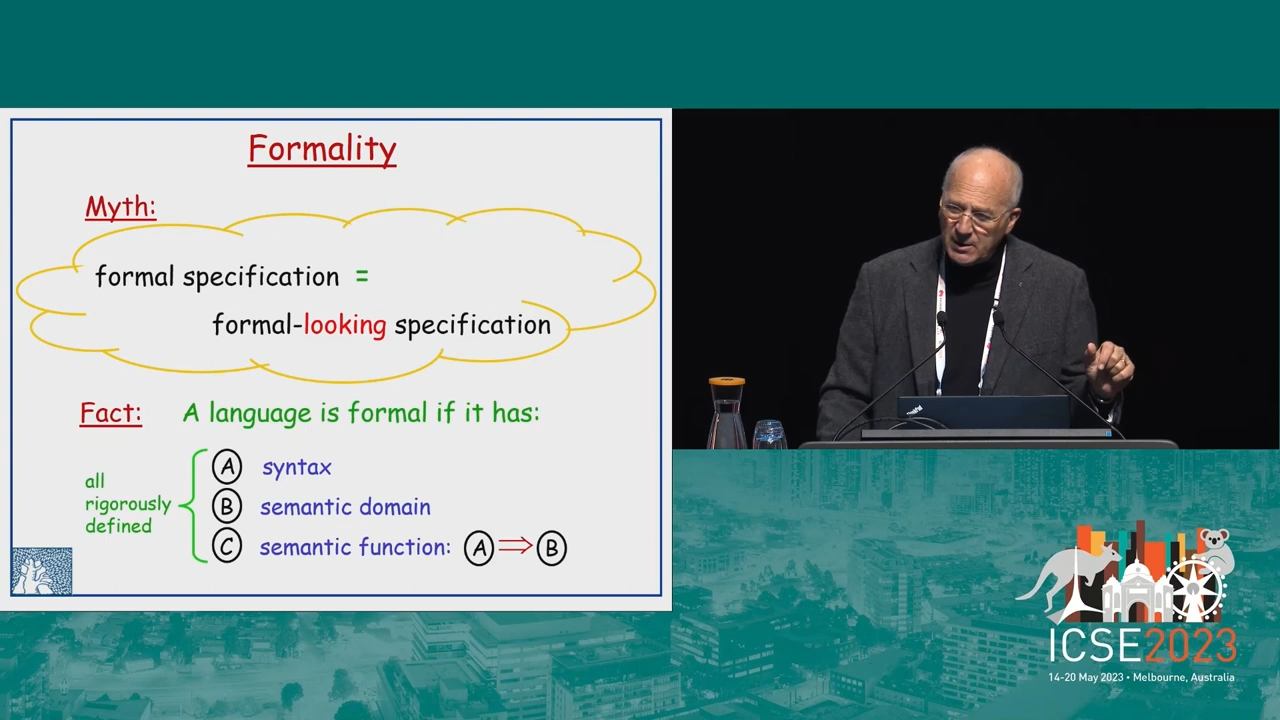 Formality
Myth:
formal specification =
formal-looking specification
Fact: A language is formal if it has:
all
rigorously
defined
A syntax
B semantic domain
C semantic function: A ⇒ B
ICSE2023
14-20 May 2023 • Melbourne, Australia